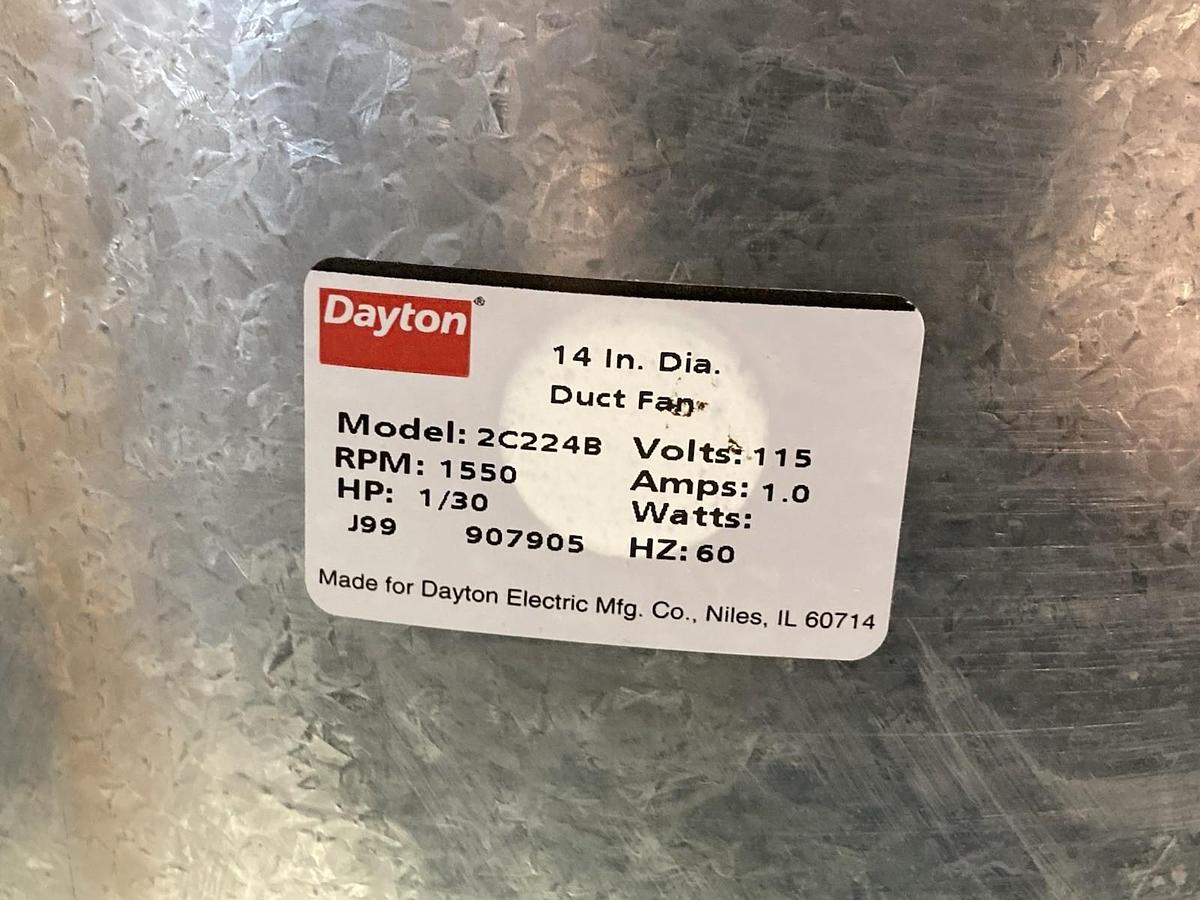 Dayton®
14 In. Dia.
Duct Fan
Model: 2C224B Volts: 115
RPM: 1550 Amps: 1.0
HP: 1/30 Watts:
J99 907905 HZ: 60
Made for Dayton Electric Mfg. Co., Niles, IL 60714